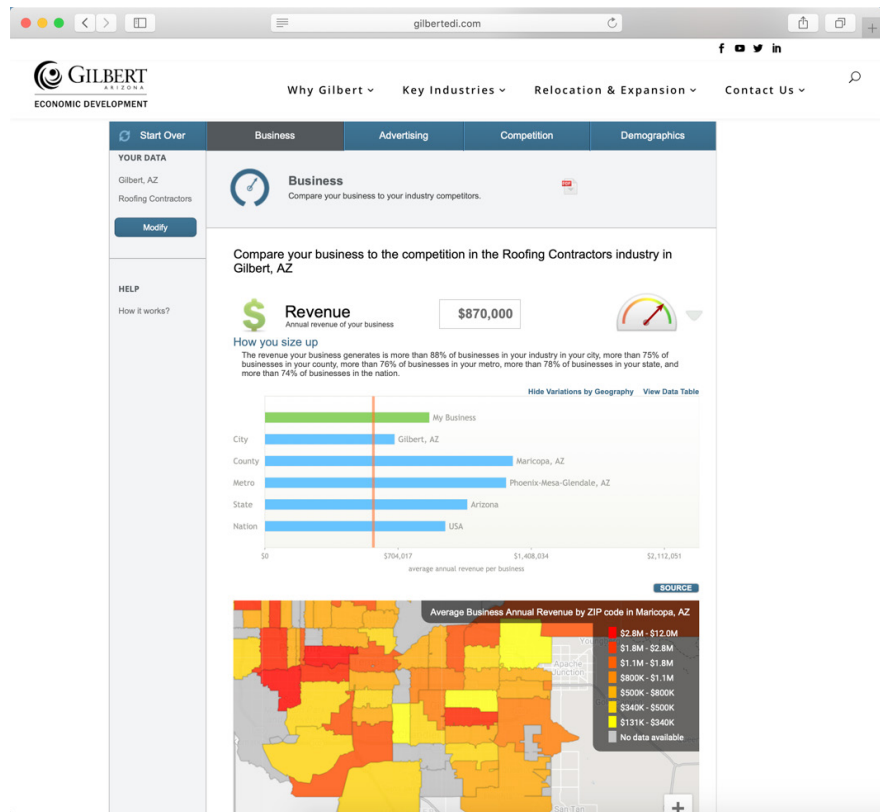 gilbertedi.com
GILBERT
ARIZONA
ECONOMIC DEVELOPMENT
Why Gilbert
Key Industries
Relocation & Expansion
Contact Us
Start Over
Business
Advertising
Competition
Demographics
YOUR DATA
Gilbert, AZ
Roofing Contractors
Modify
HELP
How it works?
Business
Compare your business to your industry competitors.
PDF
Compare your business to the competition in the Roofing Contractors industry in
Gilbert, AZ
$
Revenue
Annual revenue of your business
$870,000
How you size up
The revenue your business generates is more than 88% of businesses in your industry in your city, more than 75% of
businesses in your county, more than 76% of businesses in your metro, more than 78% of businesses in your state, and
more than 74% of businesses in the nation.
Hide Variations by Geography View Data Table
My Business
City
Gilbert, AZ
County
Maricopa, AZ
Metro
Phoenix-Mesa-Glendale, AZ
State
Arizona
Nation
USA
$0
$704,017
$1,408,034
$2,112,051
average annual revenue per business
SOURCE
Average Business Annual Revenue by ZIP code in Maricopa, AZ
$2.8M - $12.0M
$1.8M - $2.8M
$1.1M - $1.8M
$800K - $1.1M
$500K - $800K
$340K - $500K
$131K - $340K
No data available
Apache
Junction
San Tan
+